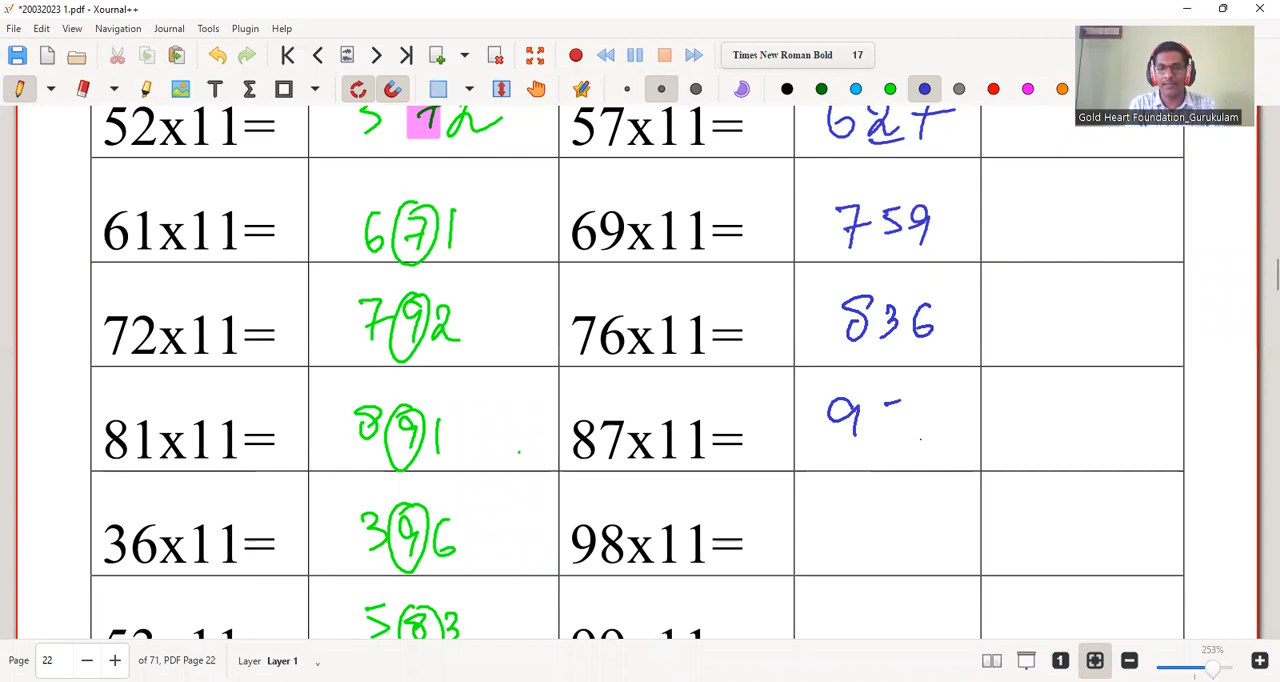 *20032023 1.pdf - Xournal++
File Edit View Navigation Journal Tools Plugin Help
Times New Roman Bold 17
Gold Heart Foundation_Gurukulam
52x11= 572 57x11= 627
61x11= 671 69x11= 759
72x11= 792 76x11= 836
81x11= 891 87x11= 9
36x11= 396 98x11=
53x11= 583
Page 22 of 71, PDF Page 22 Layer Layer 1 253%